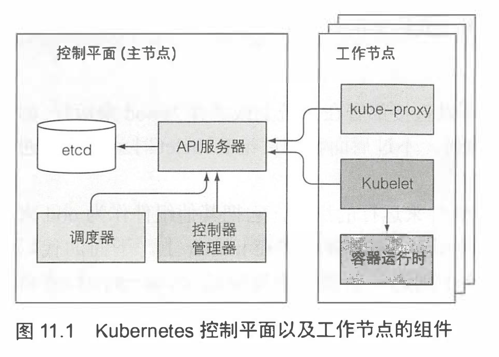 控制平面 (主节点)
工作节点
etcd
API服务器
kube-proxy
Kubelet
调度器
控制器
管理器
容器运行时
图 11.1 Kubernetes 控制平面以及工作节点的组件